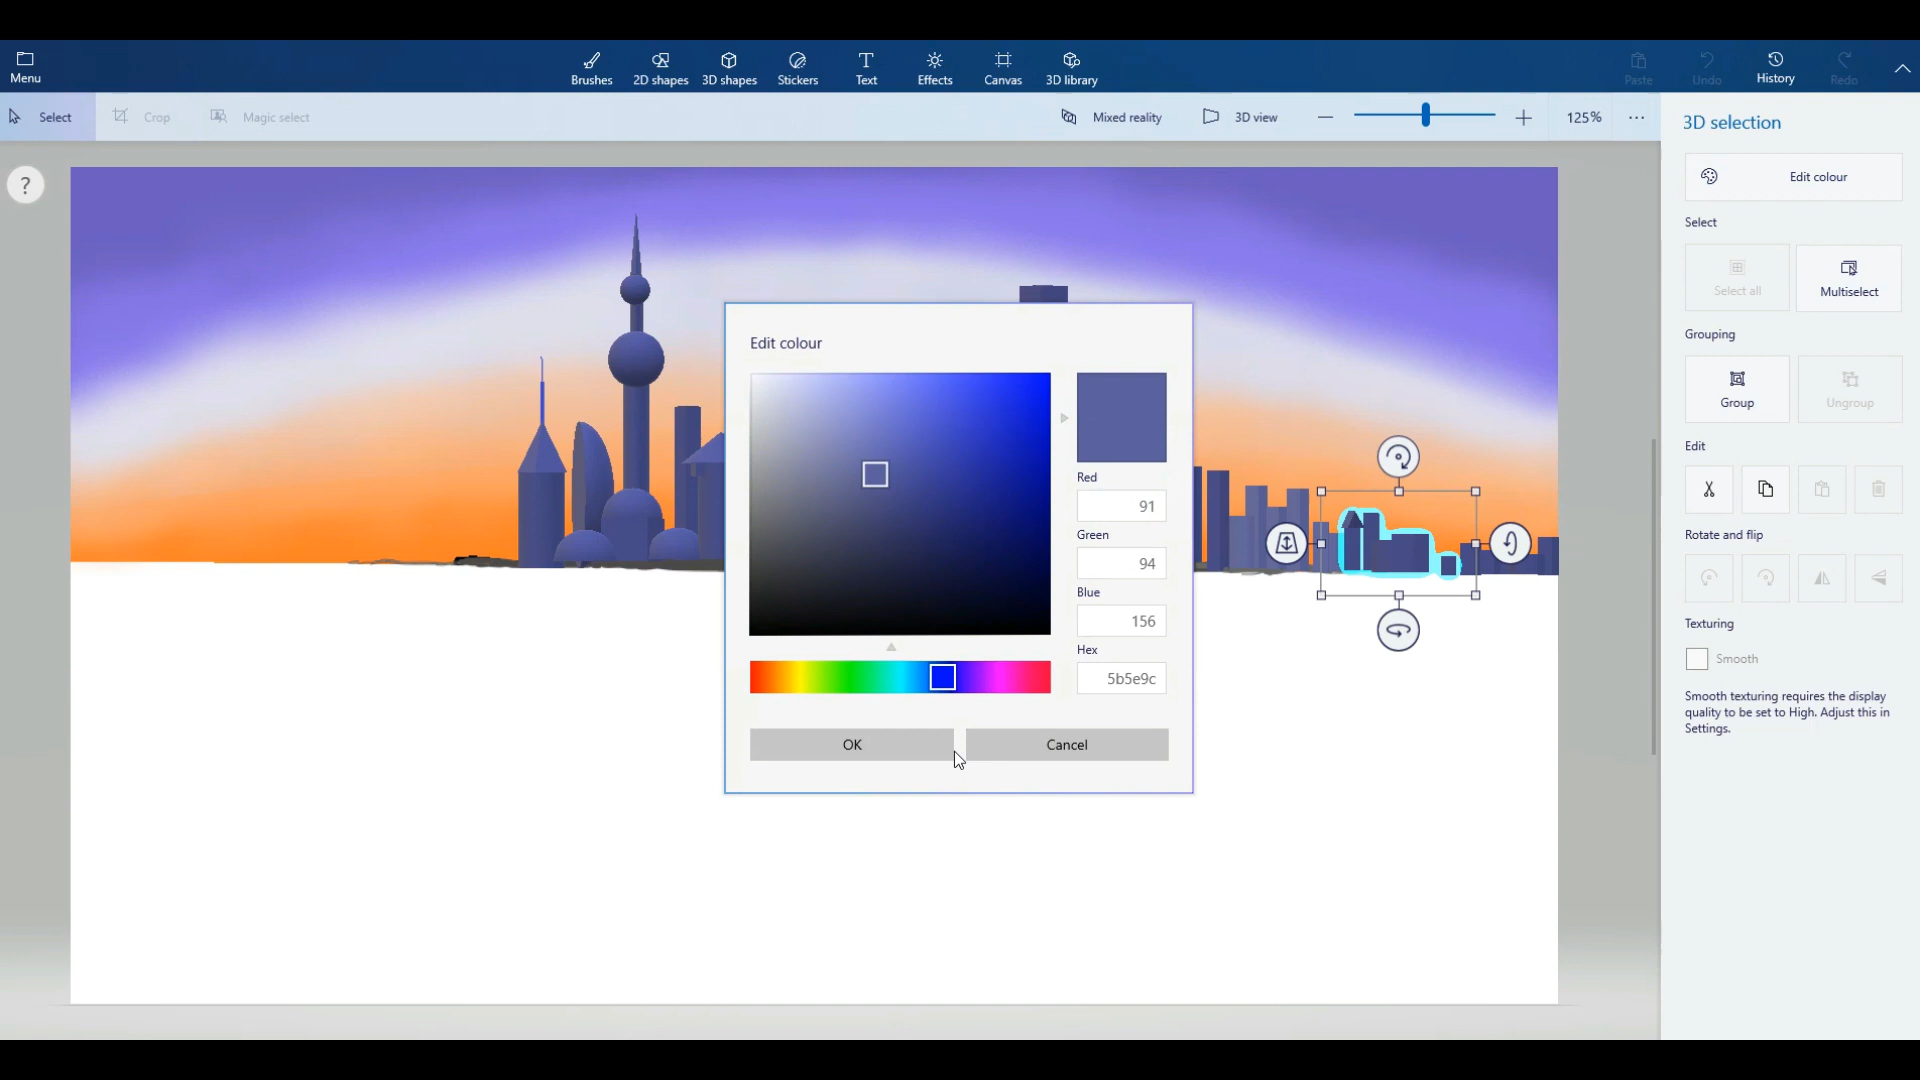 Menu
Brushes
2D shapes
3D shapes
Stickers
Text
Effects
Canvas
3D library
Paste
Undo
History
Redo
Select
Crop
Magic select
Mixed reality
3D view
125%
?
3D selection
Edit colour
Select
Select all
Multiselect
Grouping
Group
Ungroup
Edit
Rotate and flip
Texturing
Smooth
Smooth texturing requires the display
quality to be set to High. Adjust this in
Settings.
Edit colour
Red
91
Green
94
Blue
156
Hex
5b5e9c
OK
Cancel